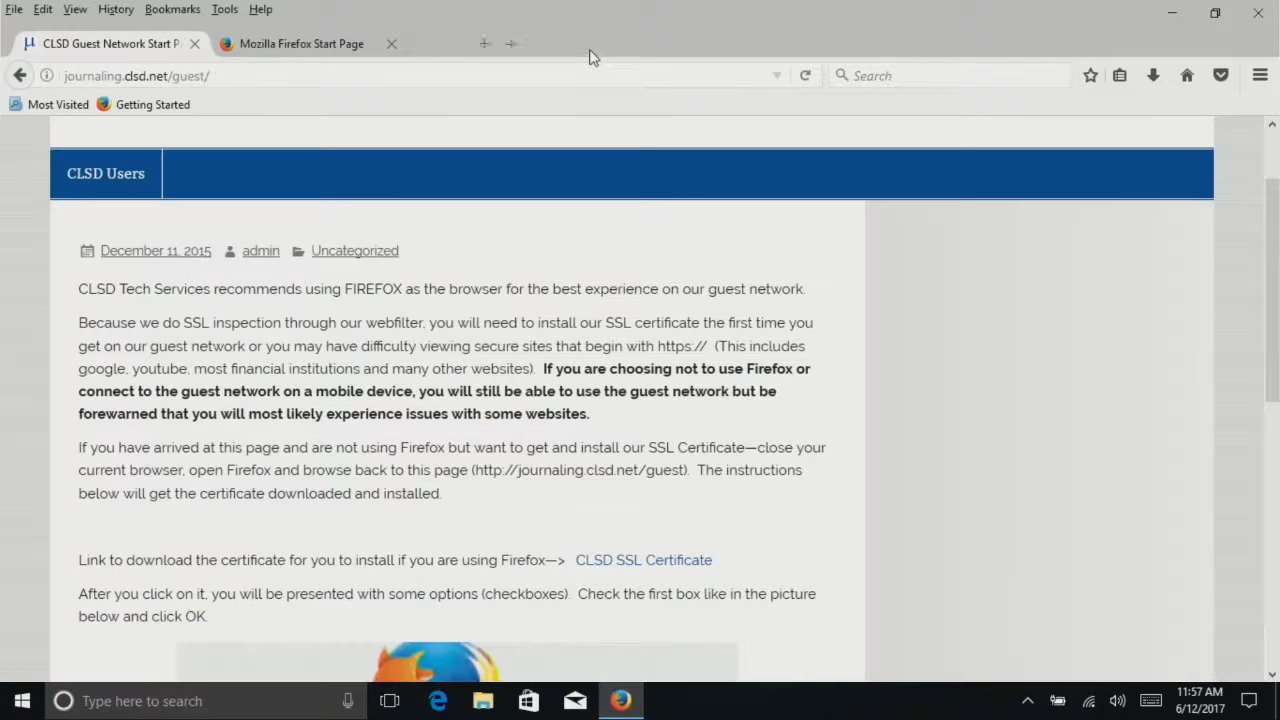 File Edit View History Bookmarks Tools Help
CLSD Guest Network Start P
Mozilla Firefox Start Page
journaling.clsd.net/guest/
Search
Most Visited
Getting Started
CLSD Users
December 11, 2015 admin Uncategorized
CLSD Tech Services recommends using FIREFOX as the browser for the best experience on our guest network.
Because we do SSL inspection through our webfilter, you will need to install our SSL certificate the first time you
get on our guest network or you may have difficulty viewing secure sites that begin with https:// (This includes
google, youtube, most financial institutions and many other websites). If you are choosing not to use Firefox or
connect to the guest network on a mobile device, you will still be able to use the guest network but be
forewarned that you will most likely experience issues with some websites.
If you have arrived at this page and are not using Firefox but want to get and install our SSL Certificate—close your
current browser, open Firefox and browse back to this page (http://journaling.clsd.net/guest). The instructions
below will get the certificate downloaded and installed.
Link to download the certificate for you to install if you are using Firefox—> CLSD SSL Certificate
After you click on it, you will be presented with some options (checkboxes). Check the first box like in the picture
below and click OK.
Type here to search
11:57 AM
6/12/2017